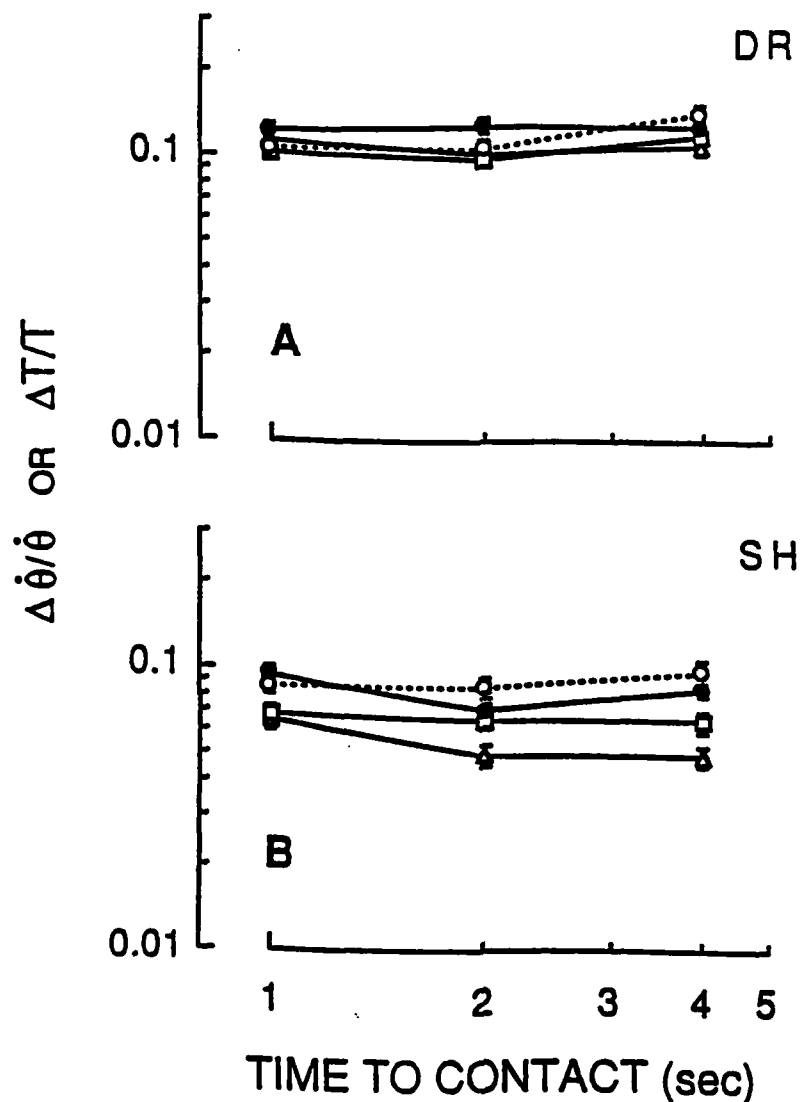 DR
0.1
A
0.01
Δθ̇/θ̇ OR ΔT/T
SH
0.1
B
0.01
1 2 3 4 5
TIME TO CONTACT (sec)